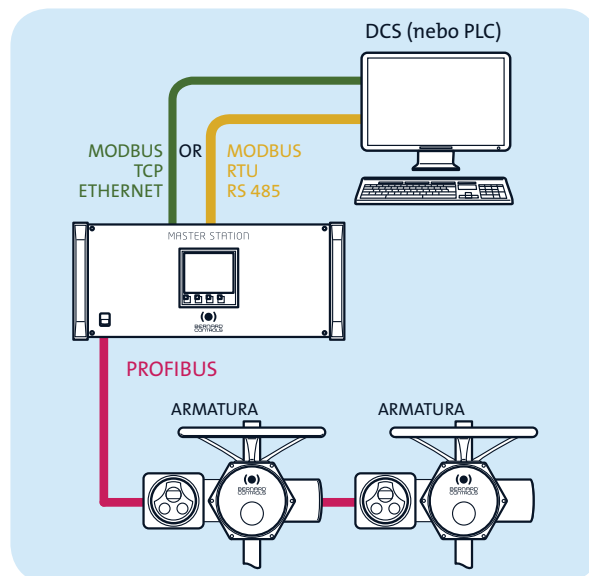 DCS (nebo PLC)
MODBUS
TCP
ETHERNET
OR
MODBUS
RTU
RS 485
MASTER STATION
BERNARD
CONTROLS
PROFIBUS
ARMATURA
ARMATURA
BERNARD
CONTROLS
BERNARD
CONTROLS